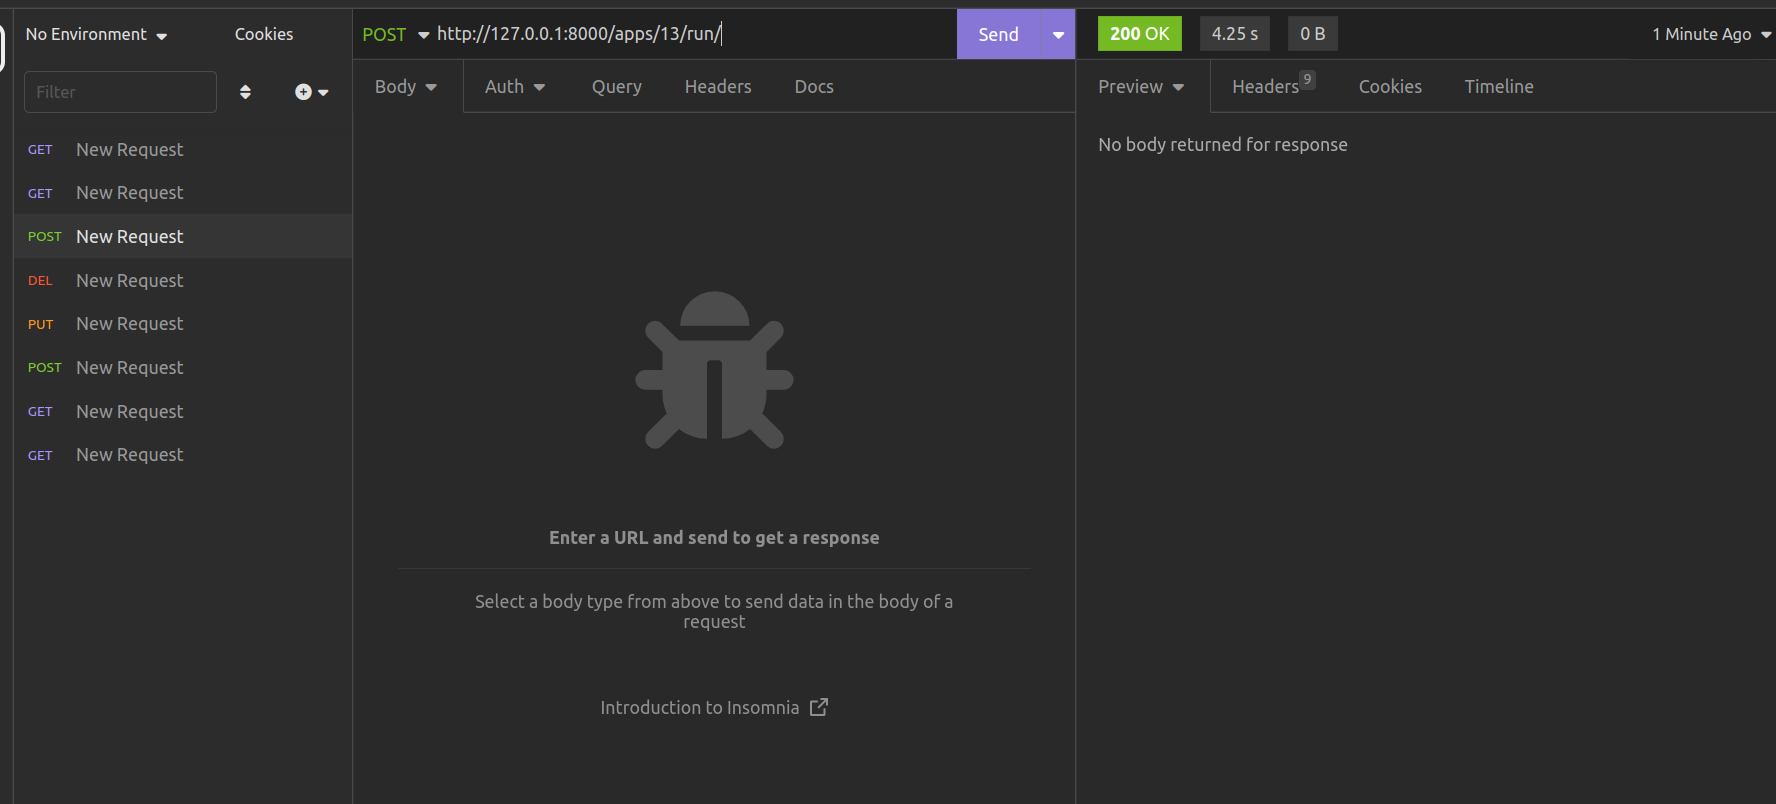 No Environment
Cookies
Filter
GET New Request
GET New Request
POST New Request
DEL New Request
PUT New Request
POST New Request
GET New Request
GET New Request
POST http://127.0.0.1:8000/apps/13/run/ Send
Body Auth Query Headers Docs
Enter a URL and send to get a response
Select a body type from above to send data in the body of a
request
Introduction to Insomnia
200 OK 4.25 s 0 B 1 Minute Ago
Preview Headers 9 Cookies Timeline
No body returned for response